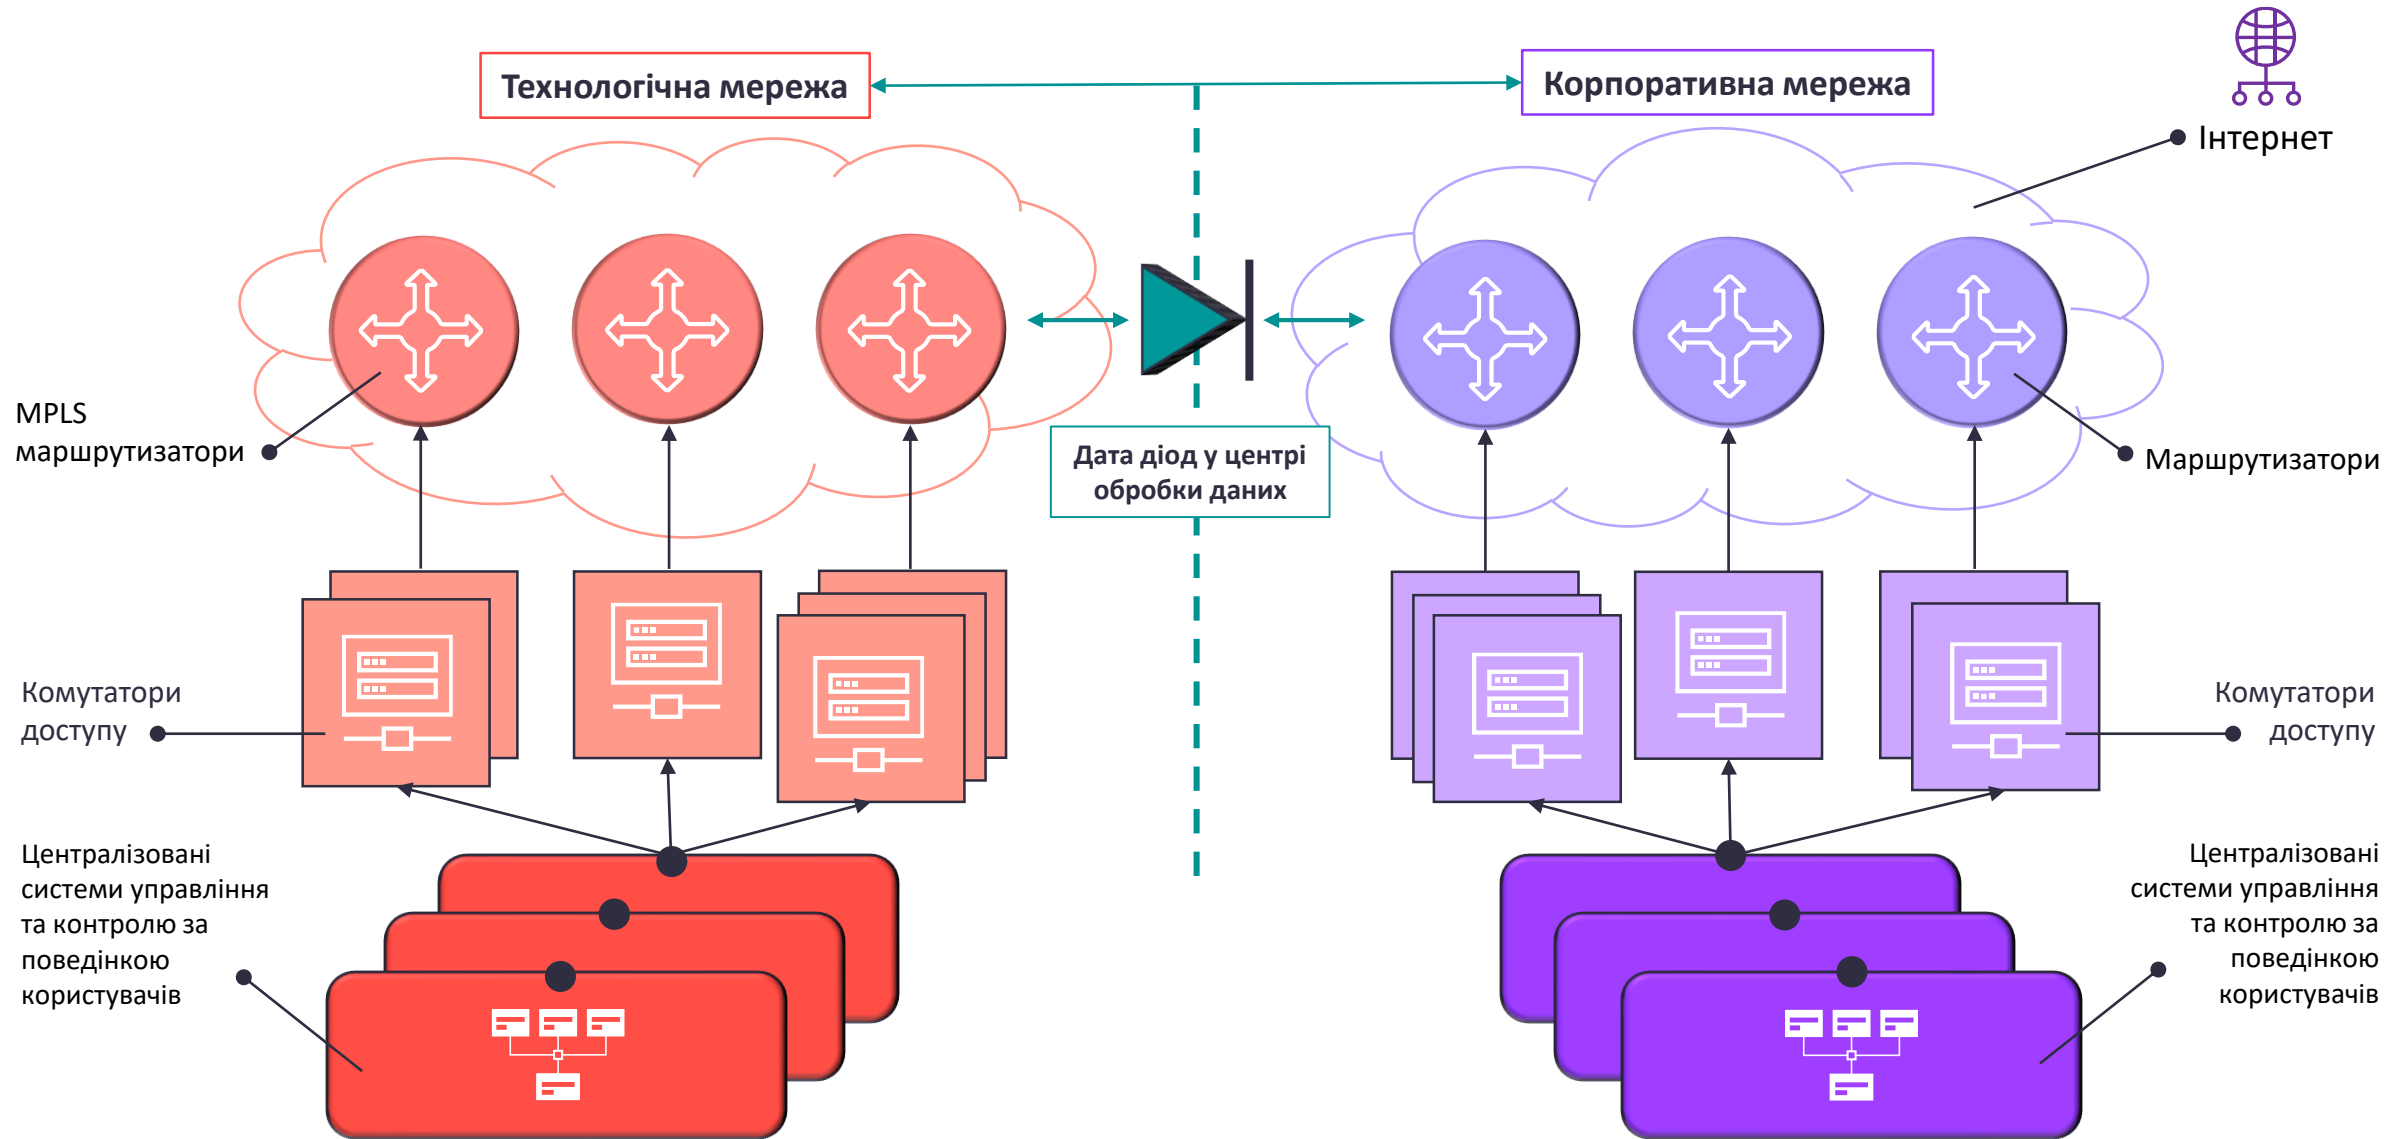 Технологічна мережа
Корпоративна мережа
Інтернет
MPLS
маршрутизатори
Дата діод у центрі
обробки даних
Маршрутизатори
Комутатори
доступу
Комутатори
доступу
Централізовані
системи управління
та контролю за
поведінкою
користувачів
Централізовані
системи управління
та контролю за
поведінкою
користувачів